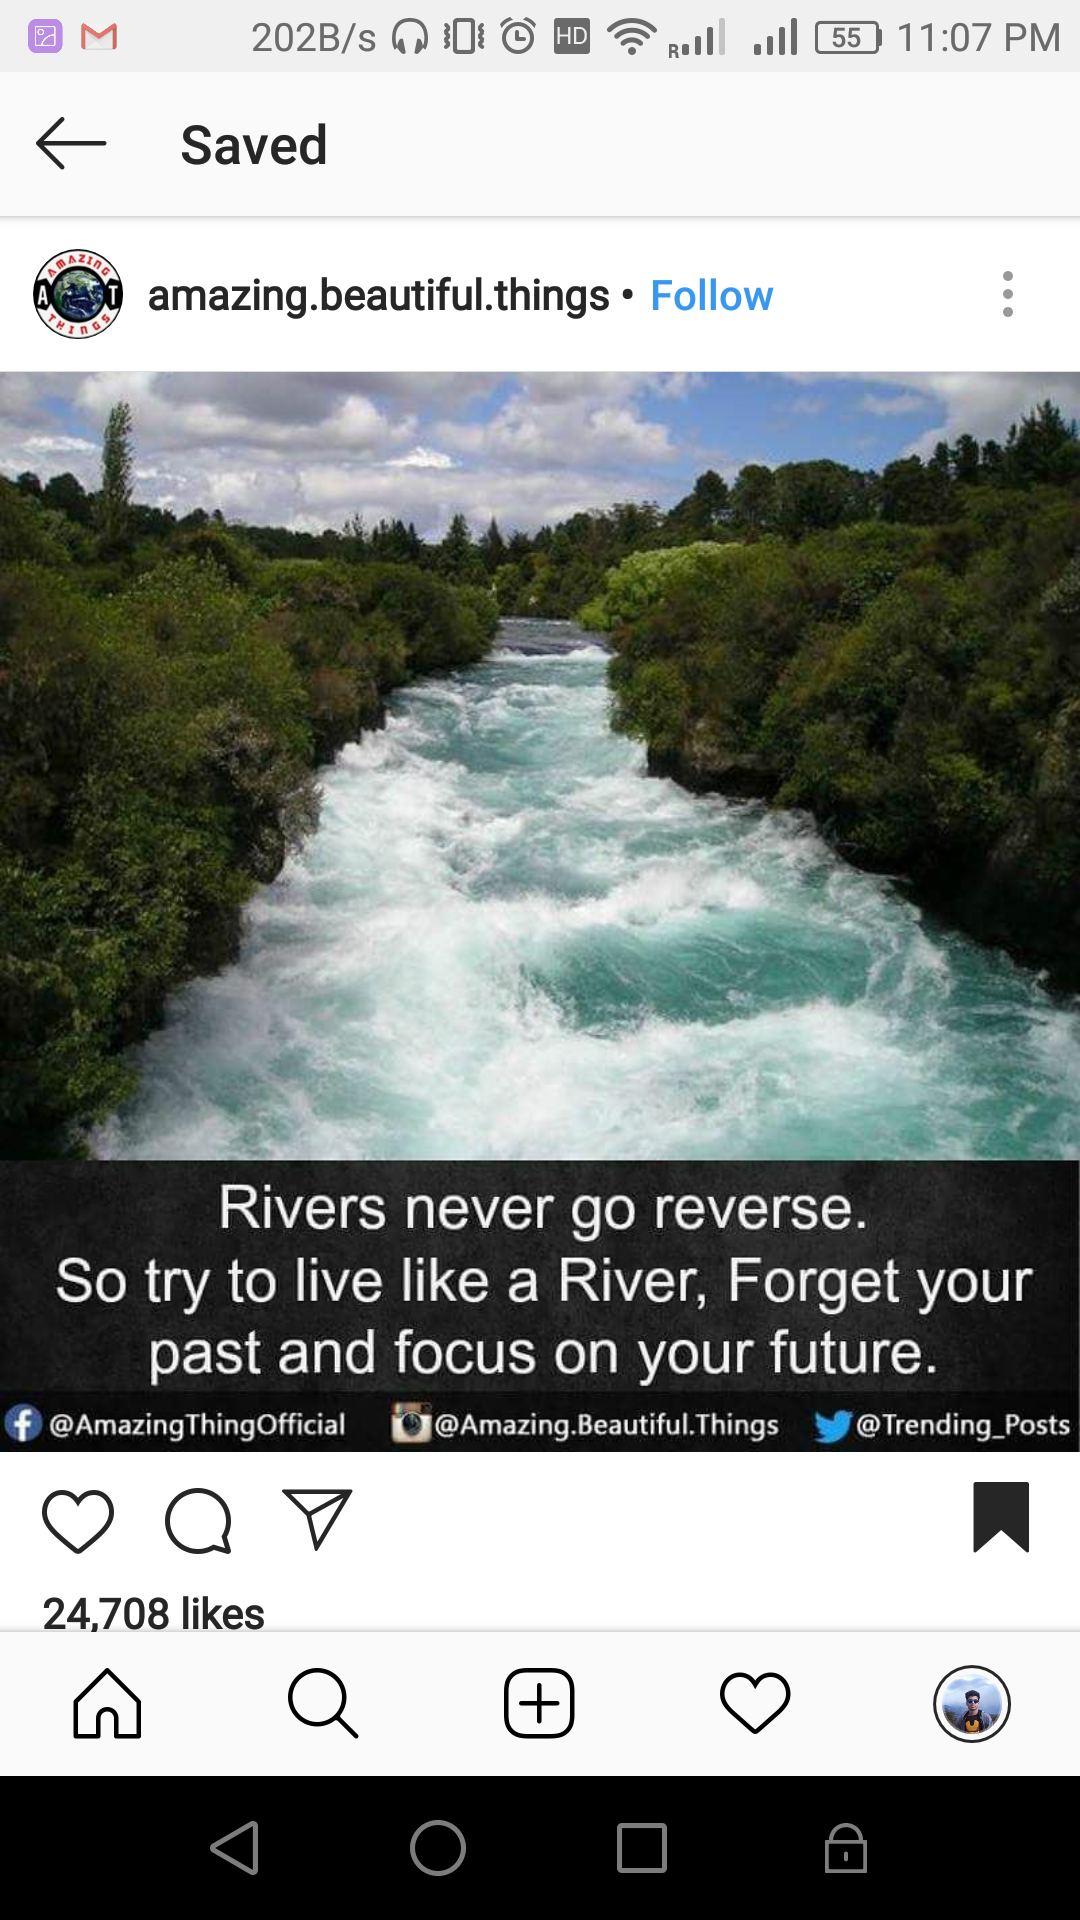 202B/s HD R 55 11:07 PM
Saved
AMAZING
A T
THINGS
amazing.beautiful.things • Follow
Rivers never go reverse.
So try to live like a River, Forget your
past and focus on your future.
@AmazingThingOfficial @Amazing.Beautiful.Things @Trending_Posts
24,708 likes